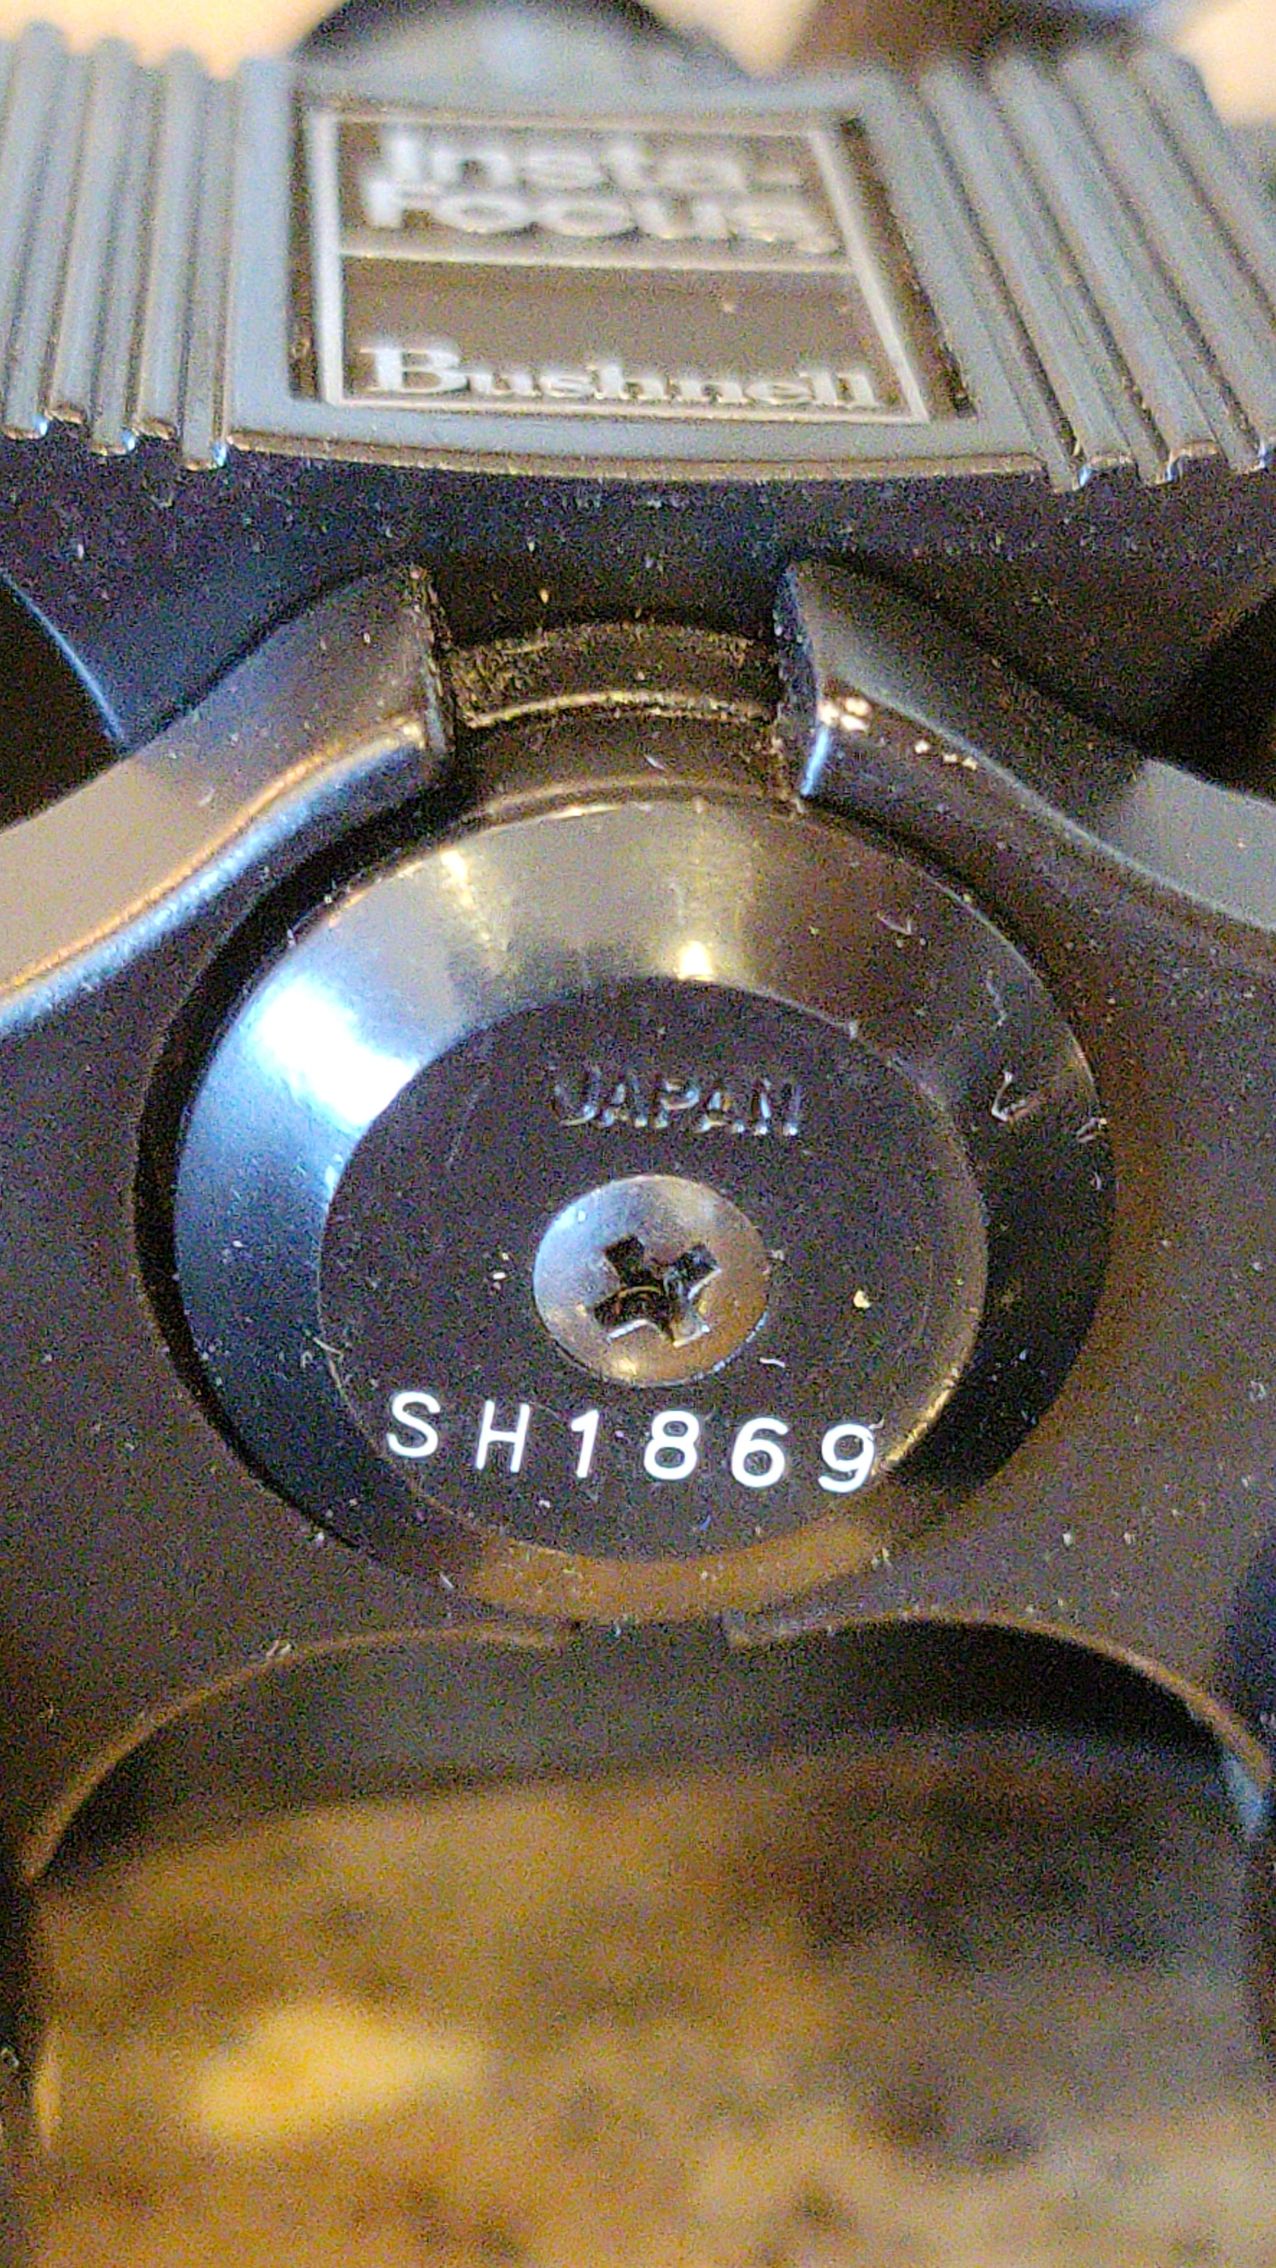 Insta-
Focus
Bushnell
JAPAN
SH1869